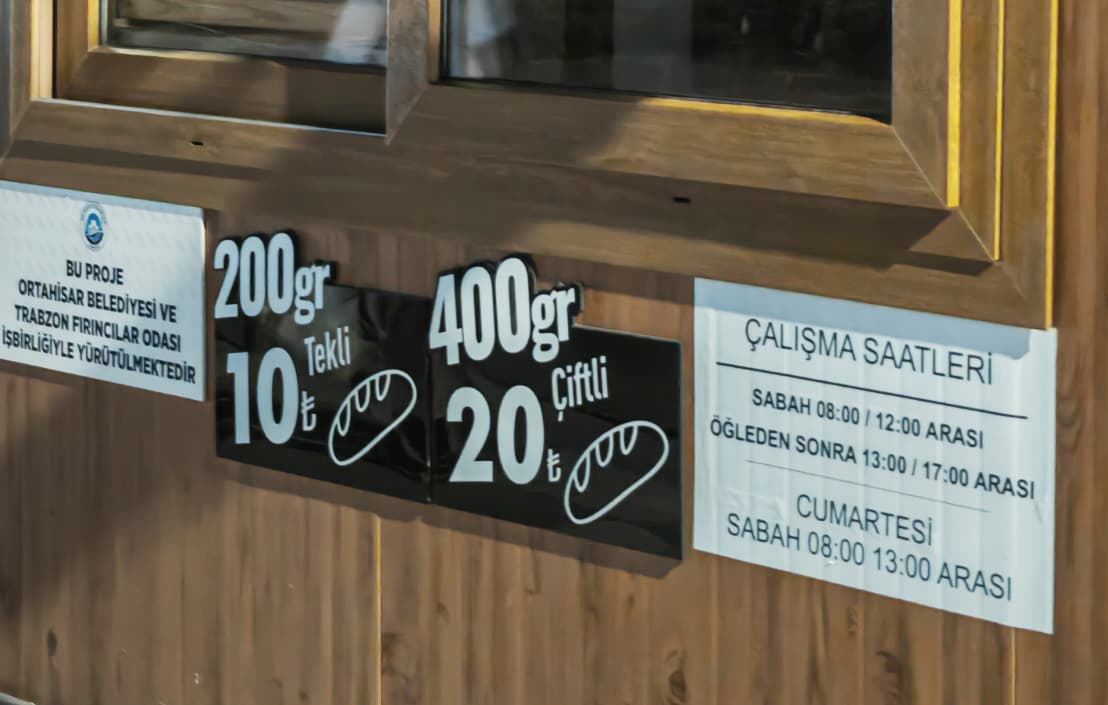 BU PROJE
ORTAHİSAR BELEDİYESİ VE
TRABZON FIRINCILAR ODASI
İŞBİRLİĞİYLE YÜRÜTÜLMEKTEDİR
200gr
10₺ Tekli
400gr
20₺ Çiftli
ÇALIŞMA SAATLERİ
SABAH 08:00 / 12:00 ARASI
ÖĞLEDEN SONRA 13:00 / 17:00 ARASI
CUMARTESİ
SABAH 08:00 13:00 ARASI